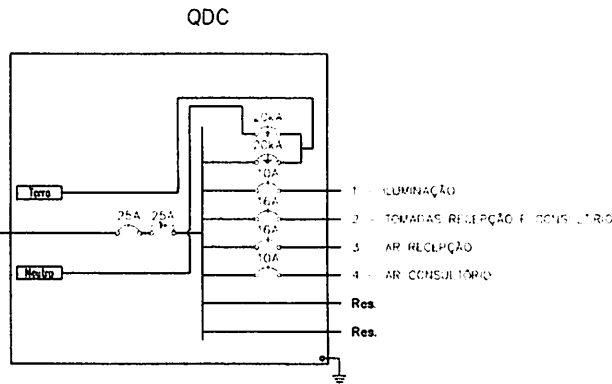 QDC
20kA
20kA
10A
Terra
1 - ILUMINAÇÃO
16A
25A 25A
2 - TOMADAS RECEPÇÃO E CONSULTÓRIO
16A
3 AR RECEPÇÃO
10A
Neutro
4 - AR CONSULTÓRIO
Res.
Res.